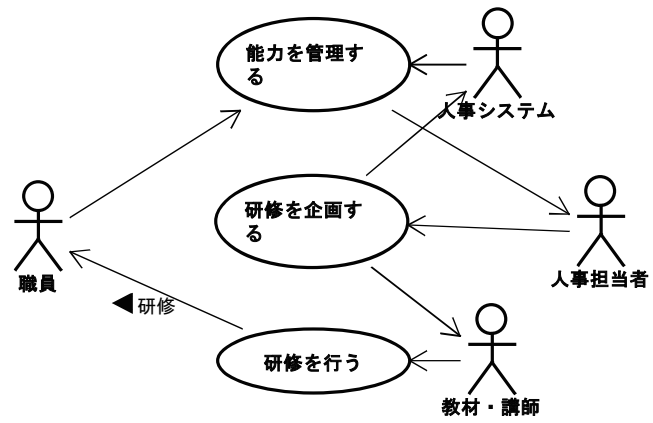 能力を管理す
る
人事システム
研修を企画す
る
職員
人事担当者
◀研修
研修を行う
教材・講師